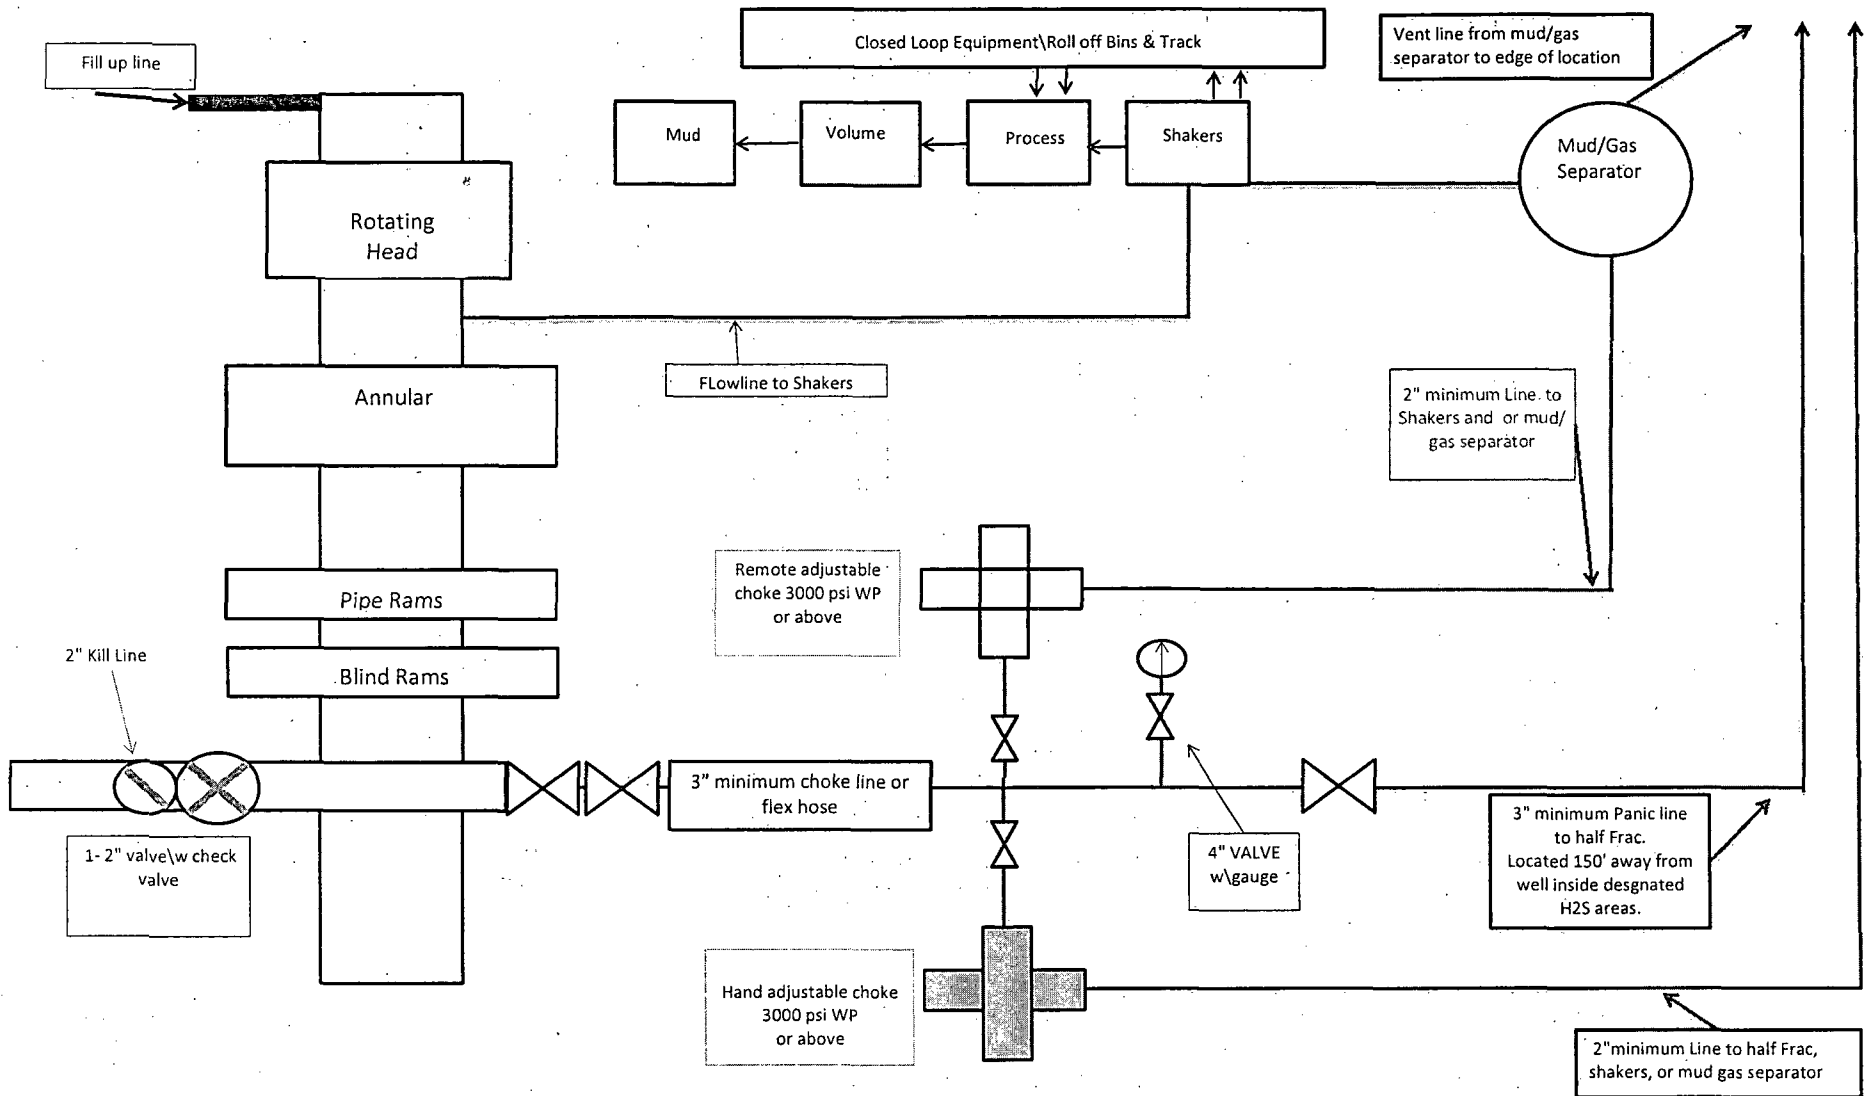 Fill up line
Closed Loop Equipment\Roll off Bins & Track
Vent line from mud/gas
separator to edge of location
Mud
Volume
Process
Shakers
Mud/Gas
Separator
Rotating
Head
FLowline to Shakers
Annular
2" minimum Line to
Shakers and or mud/
gas separator
Remote adjustable
choke 3000 psi WP
or above
Pipe Rams
Blind Rams
2" Kill Line
3" minimum choke line or
flex hose
1- 2" valve\w check
valve
4" VALVE
w\gauge
3" minimum Panic line
to half Frac.
Located 150' away from
well inside desgnated
H2S areas.
Hand adjustable choke
3000 psi WP
or above
2"minimum Line to half Frac,
shakers, or mud gas separator